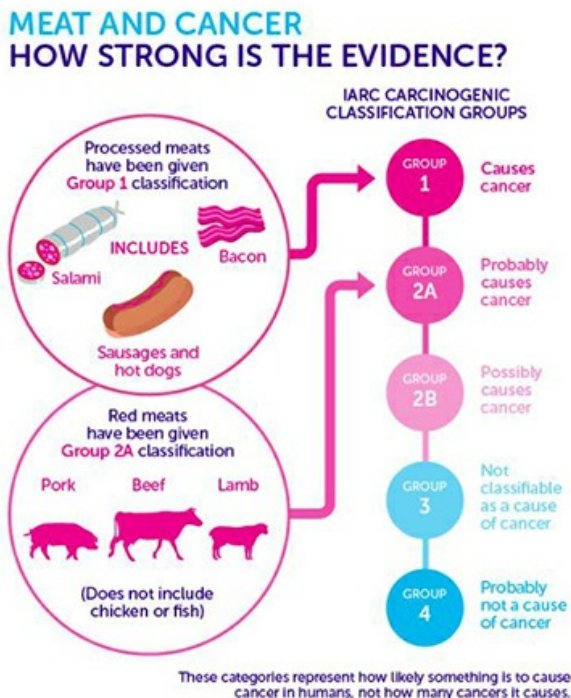 MEAT AND CANCER
HOW STRONG IS THE EVIDENCE?
IARC CARCINOGENIC
CLASSIFICATION GROUPS
Processed meats
have been given
Group 1 classification
INCLUDES
Salami
Bacon
Sausages and
hot dogs
Red meats
have been given
Group 2A classification
Pork
Beef
Lamb
(Does not include
chicken or fish)
GROUP
1
Causes
cancer
GROUP
2A
Probably
causes
cancer
GROUP
2B
Possibly
causes
cancer
GROUP
3
Not
classifiable
as a cause
of cancer
GROUP
4
Probably
not a cause
of cancer
These categories represent how likely something is to cause
cancer in humans, not how many cancers it causes.